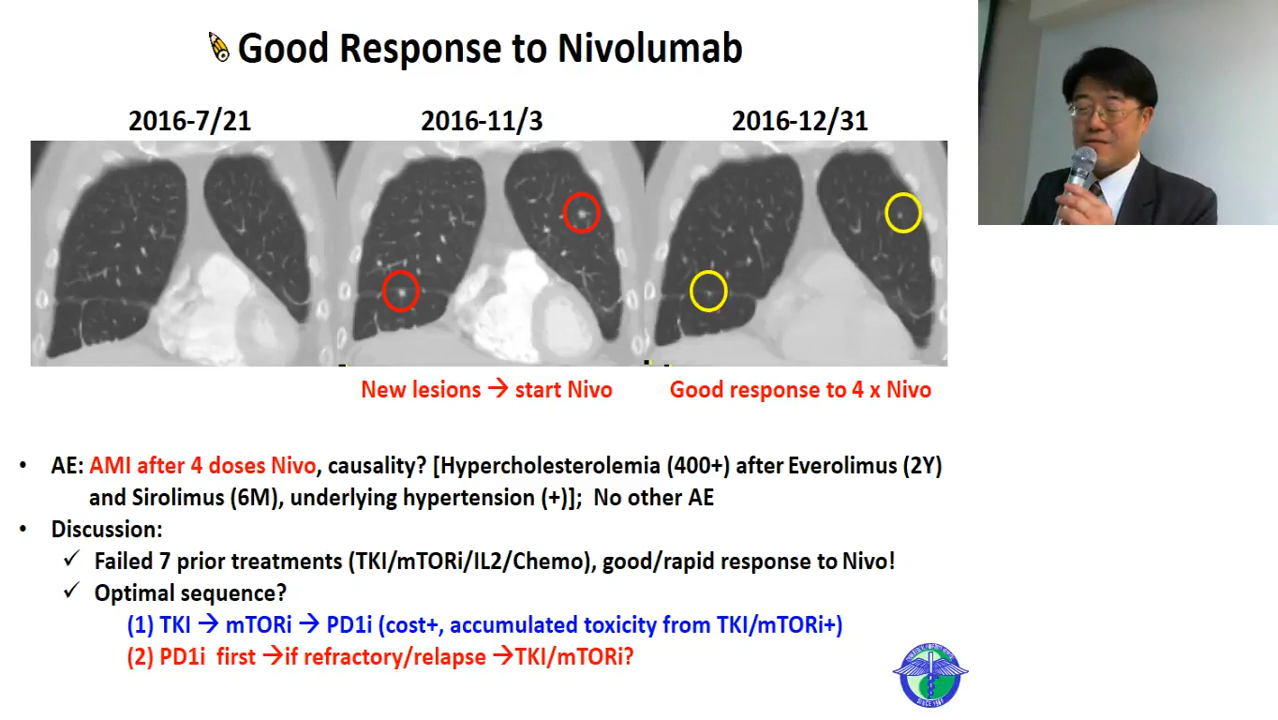 Good Response to Nivolumab
2016-7/21
2016-11/3
2016-12/31
New lesions → start Nivo
Good response to 4 x Nivo
• AE: AMI after 4 doses Nivo, causality? [Hypercholesterolemia (400+) after Everolimus (2Y)
and Sirolimus (6M), underlying hypertension (+)]; No other AE
• Discussion:
✓ Failed 7 prior treatments (TKI/mTORi/IL2/Chemo), good/rapid response to Nivo!
✓ Optimal sequence?
(1) TKI → mTORi → PD1i (cost+, accumulated toxicity from TKI/mTORi+)
(2) PD1i first →if refractory/relapse →TKI/mTORi?